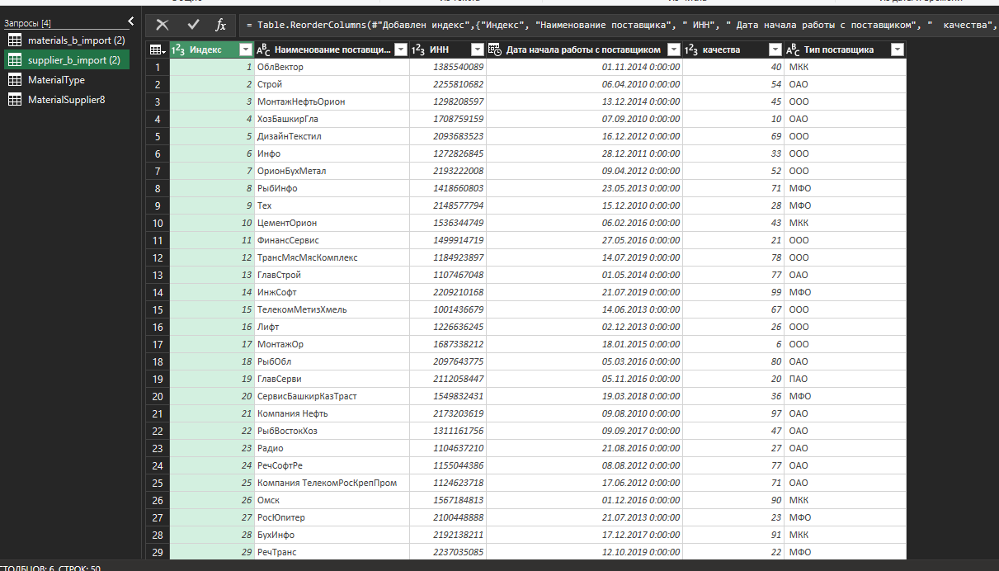 Запросы [4]
materials_b_import (2)
supplier_b_import (2)
MaterialType
MaterialSupplier8
fx = Table.ReorderColumns(#"Добавлен индекс",{"Индекс", "Наименование поставщика", " ИНН", " Дата начала работы с поставщиком", "  качества",
1²3 Индекс ABC Наименование поставщи... 1²3 ИНН Дата начала работы с поставщиком 1²3 качества ABC Тип поставщика
1 1 ОблВектор 1385540089 01.11.2014 0:00:00 40 МКК
2 2 Строй 2255810682 06.04.2010 0:00:00 54 ОАО
3 3 МонтажНефтьОрион 1298208597 13.12.2014 0:00:00 45 ООО
4 4 ХозБашкирГла 1708759159 07.09.2010 0:00:00 10 ОАО
5 5 ДизайнТекстил 2093683523 16.12.2012 0:00:00 69 ООО
6 6 Инфо 1272826845 28.12.2011 0:00:00 33 ООО
7 7 ОрионБухМетал 2193222008 09.04.2012 0:00:00 52 ООО
8 8 РыбИнфо 1418660803 23.05.2013 0:00:00 71 МФО
9 9 Тех 2148577794 15.12.2010 0:00:00 28 МФО
10 10 ЦементОрион 1536344749 06.02.2016 0:00:00 43 МКК
11 11 ФинансСервис 1499914719 27.05.2016 0:00:00 21 ООО
12 12 ТрансМясМясКомплекс 1184923897 14.07.2019 0:00:00 78 ООО
13 13 ГлавСтрой 1107467048 01.05.2014 0:00:00 77 ОАО
14 14 ИнжСофт 2209210168 21.07.2019 0:00:00 99 МФО
15 15 ТелекомМетизХмель 1001436679 14.06.2013 0:00:00 67 ООО
16 16 Лифт 1226636245 02.12.2013 0:00:00 26 ООО
17 17 МонтажОр 1687338212 18.01.2015 0:00:00 6 ООО
18 18 РыбОбл 2097643775 05.03.2016 0:00:00 80 ОАО
19 19 ГлавСерви 2112058447 05.11.2016 0:00:00 20 ПАО
20 20 СервисБашкирКазТраст 1549832431 19.03.2018 0:00:00 36 МФО
21 21 Компания Нефть 2173203619 09.08.2010 0:00:00 97 ОАО
22 22 РыбВостокХоз 1311161756 09.09.2017 0:00:00 47 ОАО
23 23 Радио 1104637210 21.08.2016 0:00:00 27 ОАО
24 24 РечСофтРе 1155044386 08.08.2012 0:00:00 77 ОАО
25 25 Компания ТелекомРосКрепПром 1124623718 17.06.2012 0:00:00 71 ОАО
26 26 Омск 1567184813 01.12.2016 0:00:00 90 МКК
27 27 РосЮпитер 2100448888 21.07.2013 0:00:00 23 МФО
28 28 БухИнфо 2192138211 17.12.2017 0:00:00 91 МКК
29 29 РечТранс 2237035085 12.10.2019 0:00:00 22 МФО
СТОЛБЦОВ: 6, СТРОК: 50